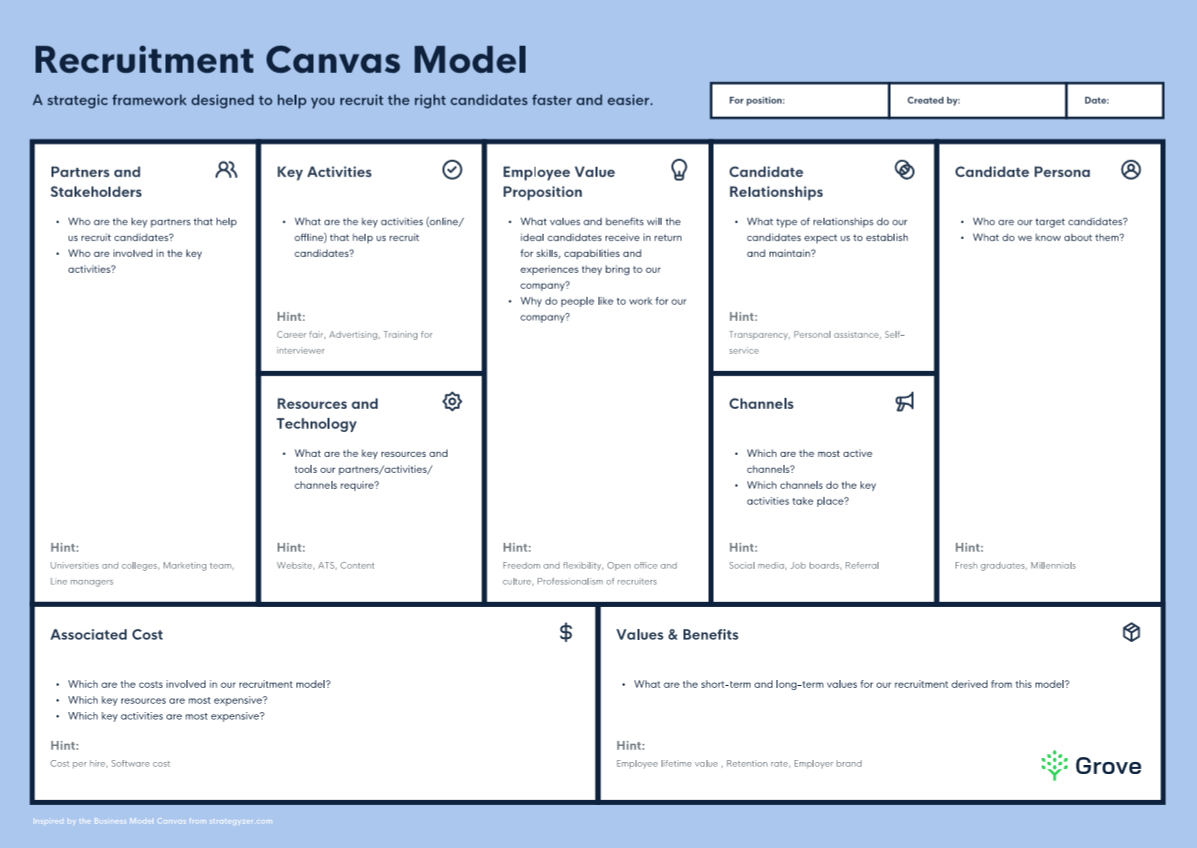 Recruitment Canvas Model
A strategic framework designed to help you recruit the right candidates faster and easier.
For position:
Created by:
Date:
Partners and
Stakeholders
• Who are the key partners that help
us recruit candidates?
• Who are involved in the key
activities?
Hint:
Universities and colleges, Marketing team,
Line managers
Key Activities
• What are the key activities (online/
offline) that help us recruit
candidates?
Hint:
Career fair, Advertising, Training for
interviewer
Resources and
Technology
• What are the key resources and
tools our partners/activities/
channels require?
Hint:
Website, ATS, Content
Employee Value
Proposition
• What values and benefits will the
ideal candidates receive in return
for skills, capabilities and
experiences they bring to our
company?
• Why do people like to work for our
company?
Hint:
Freedom and flexibility, Open office and
culture, Professionalism of recruiters
Candidate
Relationships
• What type of relationships do our
candidates expect us to establish
and maintain?
Hint:
Transparency, Personal assistance, Self-
service
Channels
• Which are the most active
channels?
• Which channels do the key
activities take place?
Hint:
Social media, Job boards, Referral
Candidate Persona
• Who are our target candidates?
• What do we know about them?
Hint:
Fresh graduates, Millennials
Associated Cost
$
• Which are the costs involved in our recruitment model?
• Which key resources are most expensive?
• Which key activities are most expensive?
Hint:
Cost per hire, Software cost
Values & Benefits
• What are the short-term and long-term values for our recruitment derived from this model?
Hint:
Employee lifetime value , Retention rate, Employer brand
Grove
Inspired by the Business Model Canvas from strategyzer.com